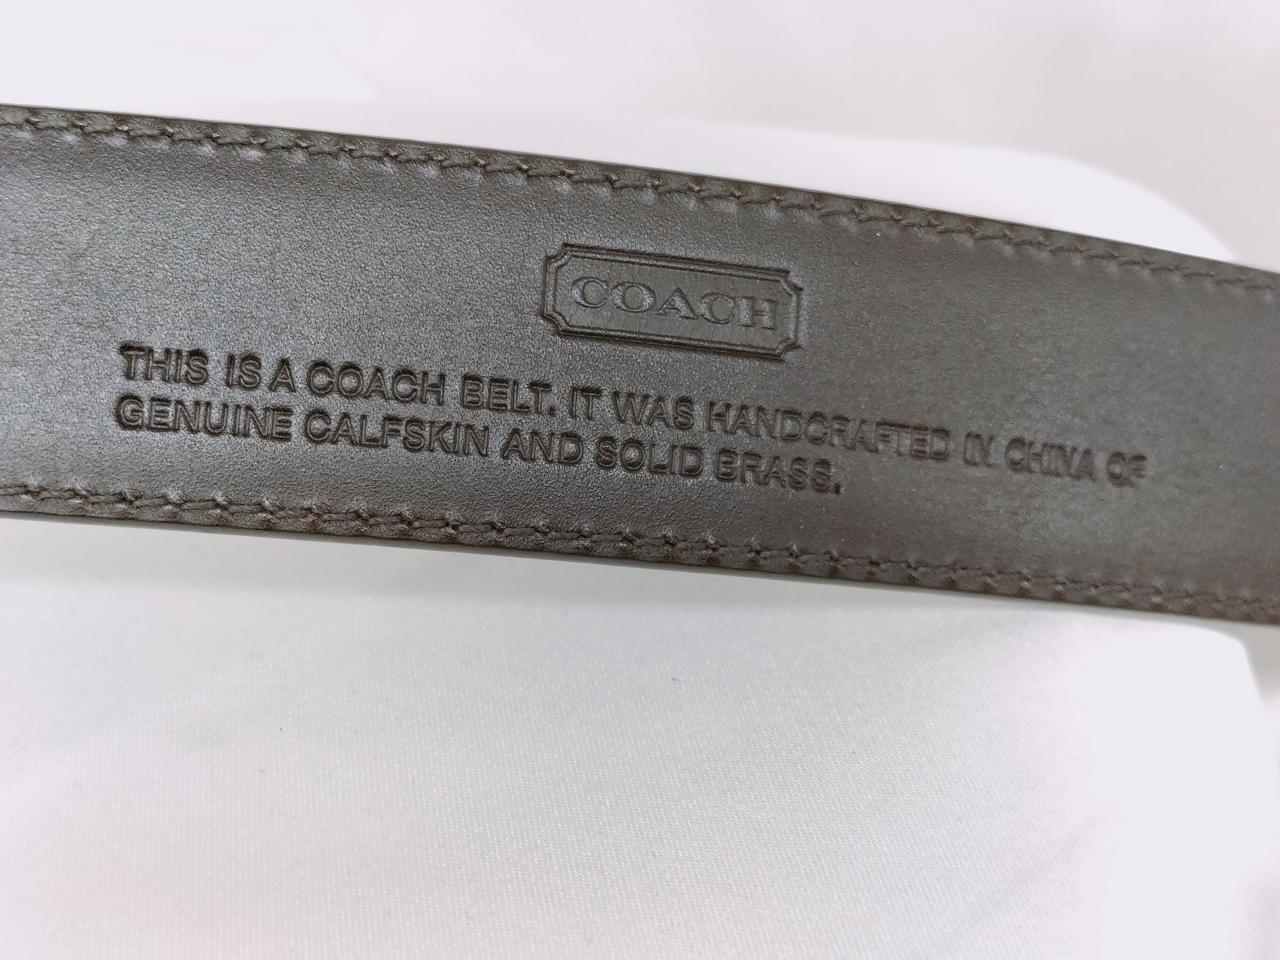 COACH
THIS IS A COACH BELT. IT WAS HANDCRAFTED IN CHINA OF
GENUINE CALFSKIN AND SOLID BRASS.